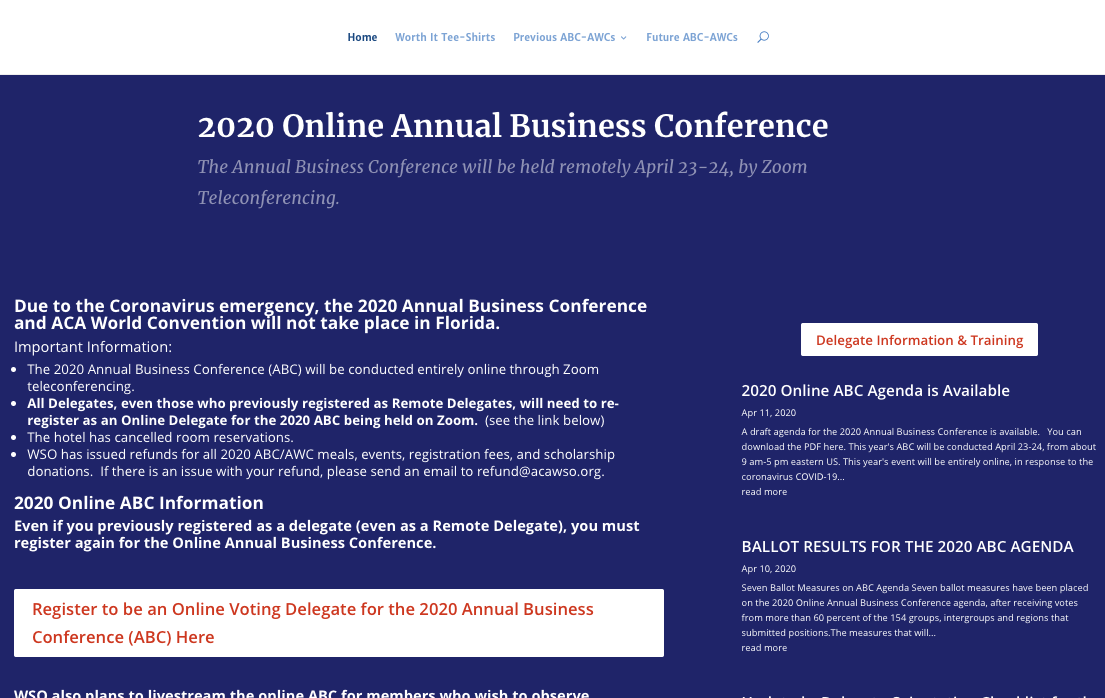 Home Worth It Tee-Shirts Previous ABC-AWCs Future ABC-AWCs
2020 Online Annual Business Conference
The Annual Business Conference will be held remotely April 23-24, by Zoom
Teleconferencing.
Due to the Coronavirus emergency, the 2020 Annual Business Conference
and ACA World Convention will not take place in Florida.
Important Information:
The 2020 Annual Business Conference (ABC) will be conducted entirely online through Zoom
teleconferencing.
All Delegates, even those who previously registered as Remote Delegates, will need to re-
register as an Online Delegate for the 2020 ABC being held on Zoom. (see the link below)
The hotel has cancelled room reservations.
WSO has issued refunds for all 2020 ABC/AWC meals, events, registration fees, and scholarship
donations. If there is an issue with your refund, please send an email to refund@acawso.org.
2020 Online ABC Information
Even if you previously registered as a delegate (even as a Remote Delegate), you must
register again for the Online Annual Business Conference.
Register to be an Online Voting Delegate for the 2020 Annual Business
Conference (ABC) Here
WSO also plans to livestream the online ABC for members who wish to observe
Delegate Information & Training
2020 Online ABC Agenda is Available
Apr 11, 2020
A draft agenda for the 2020 Annual Business Conference is available. You can
download the PDF here. This year's ABC will be conducted April 23-24, from about
9 am-5 pm eastern US. This year's event will be entirely online, in response to the
coronavirus COVID-19...
read more
BALLOT RESULTS FOR THE 2020 ABC AGENDA
Apr 10, 2020
Seven Ballot Measures on ABC Agenda Seven ballot measures have been placed
on the 2020 Online Annual Business Conference agenda, after receiving votes
from more than 60 percent of the 154 groups, intergroups and regions that
submitted positions.The measures that will...
read more